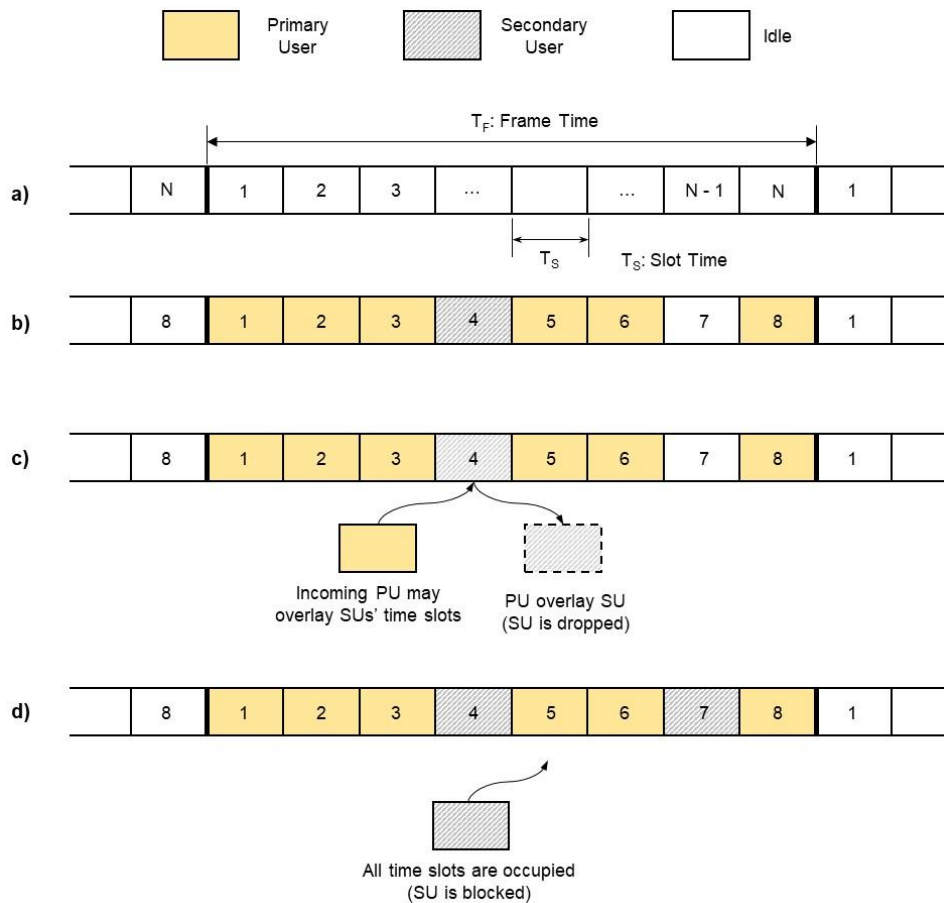 Primary
User
Secondary
User
Idle
T_F: Frame Time
a) N 1 2 3 ... ... N - 1 N 1
T_S T_S: Slot Time
b) 8 1 2 3 4 5 6 7 8 1
c) 8 1 2 3 4 5 6 7 8 1
Incoming PU may
overlay SUs' time slots
PU overlay SU
(SU is dropped)
d) 8 1 2 3 4 5 6 7 8 1
All time slots are occupied
(SU is blocked)